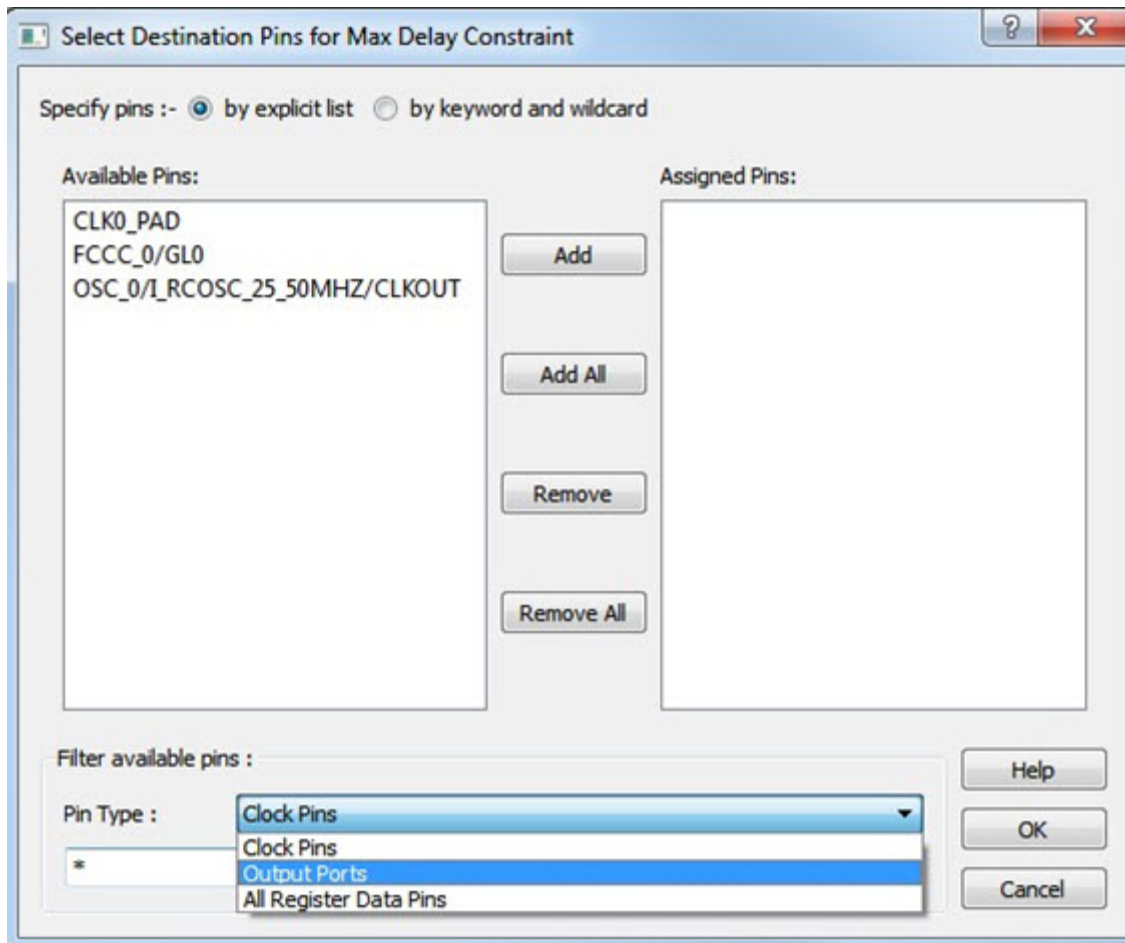 Select Destination Pins for Max Delay Constraint
Specify pins :- by explicit list by keyword and wildcard
Available Pins:
Assigned Pins:
CLK0_PAD
FCCC_0/GL0
OSC_0/I_RCOSC_25_50MHZ/CLKOUT
Add
Add All
Remove
Remove All
Filter available pins :
Pin Type :
Clock Pins
Clock Pins
Output Ports
All Register Data Pins
*
Help
OK
Cancel